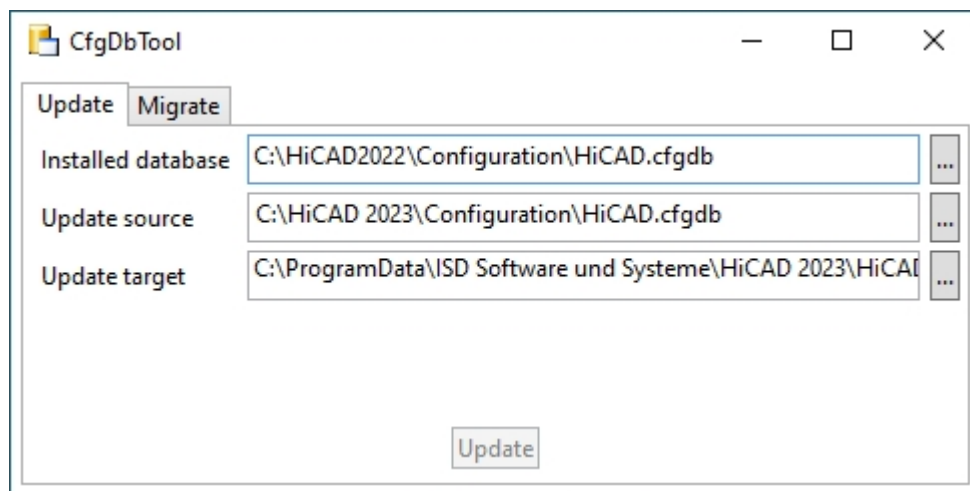 CfgDbTool
Update Migrate
Installed database C:\HiCAD2022\Configuration\HiCAD.cfgdb ...
Update source C:\HiCAD 2023\Configuration\HiCAD.cfgdb ...
Update target C:\ProgramData\ISD Software und Systeme\HiCAD 2023\HiCAD ...
Update